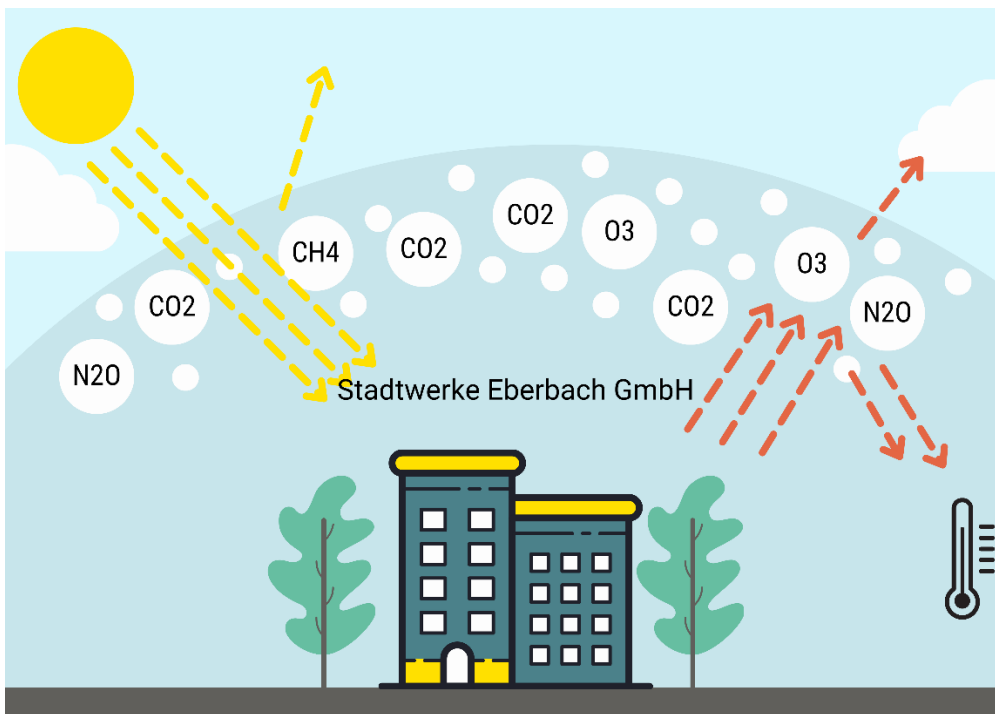 CO2
O3
CH4
CO2
O3
CO2
CO2
N2O
N2O
Stadtwerke Eberbach GmbH